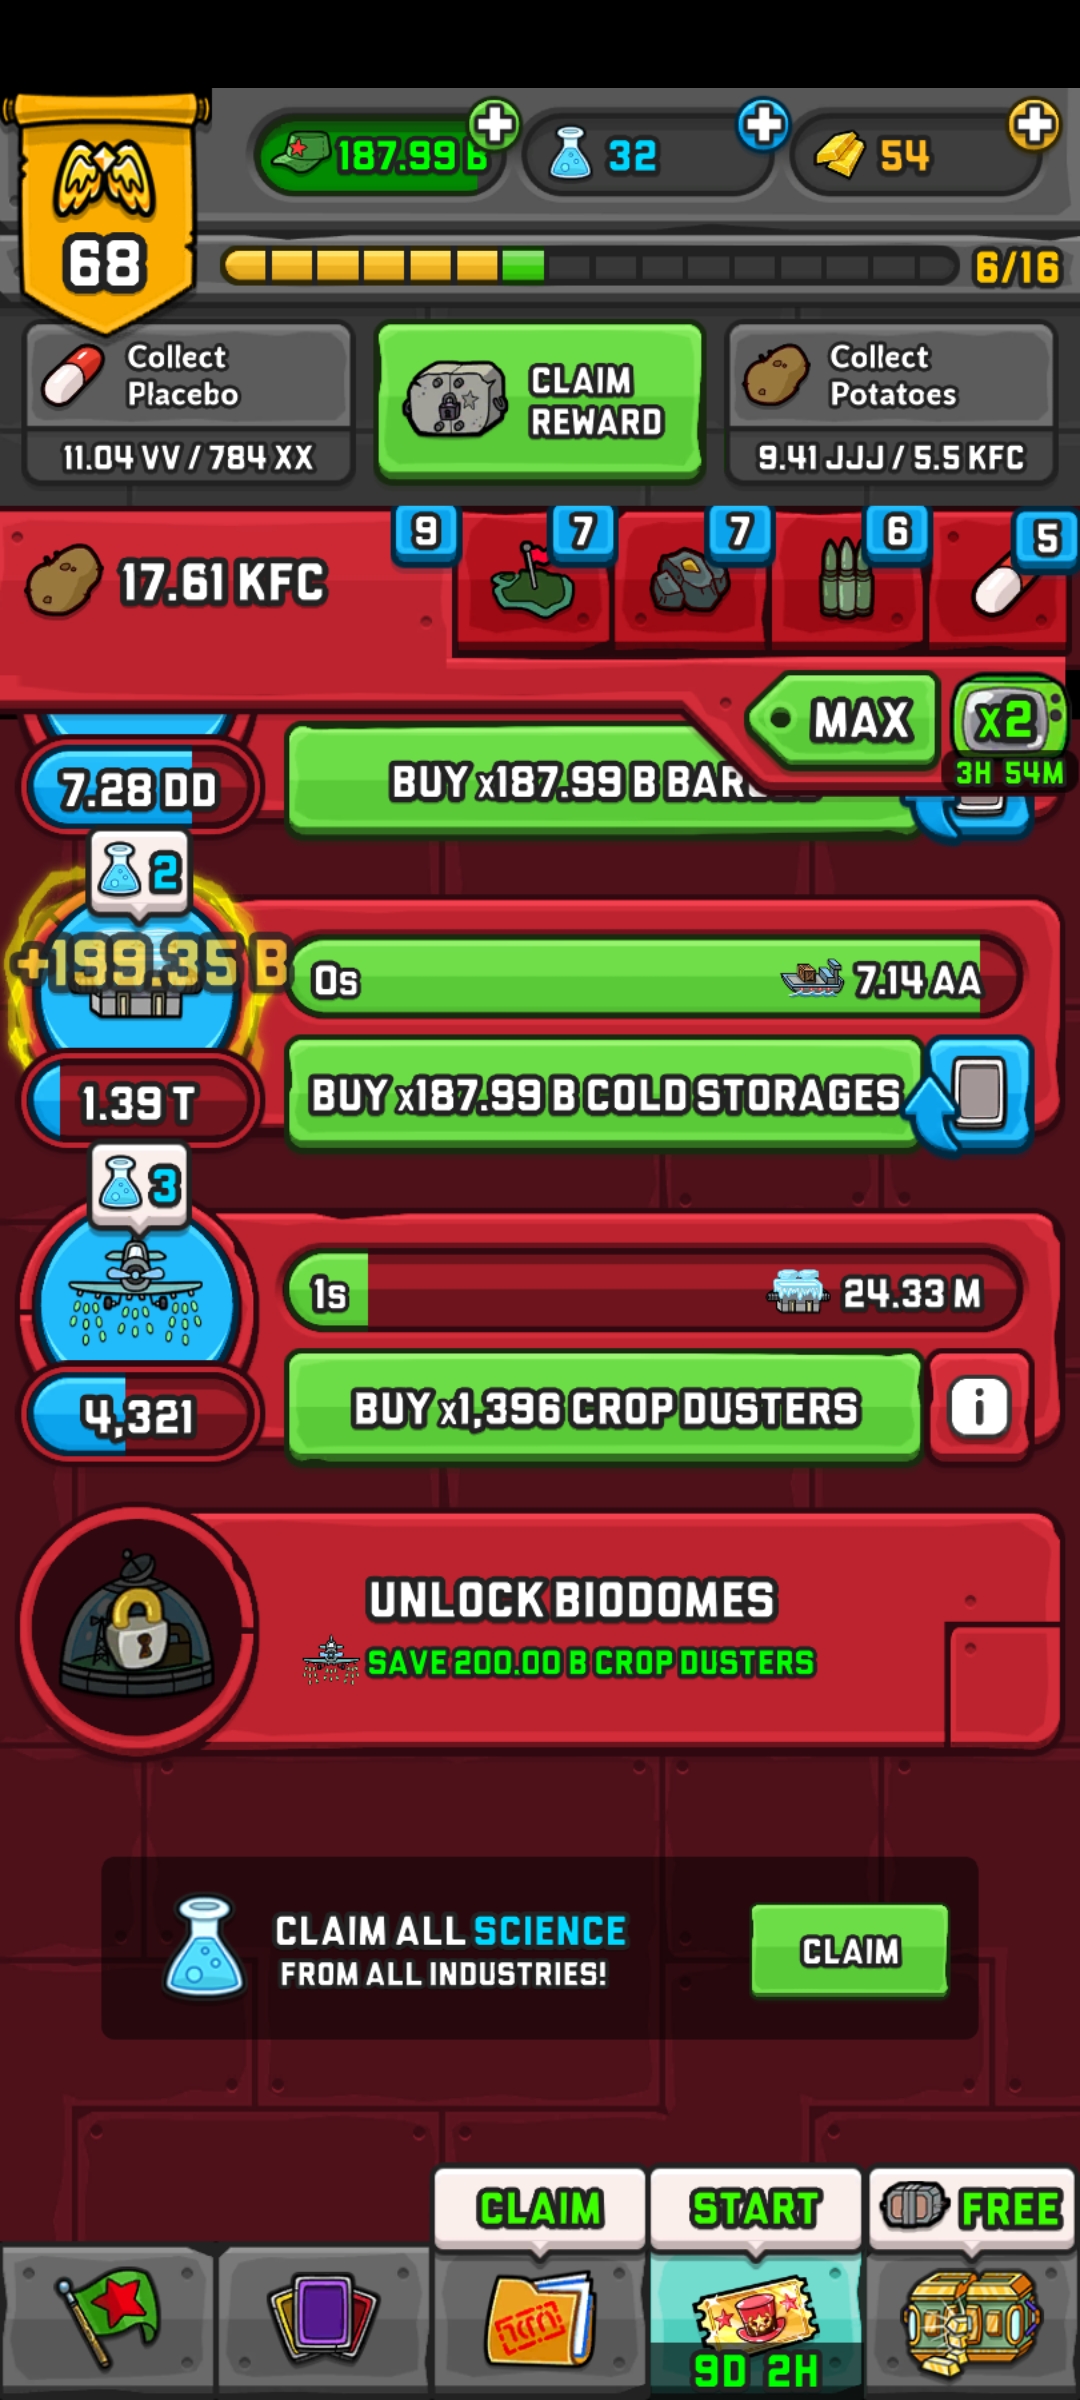 187.99 B
32
54
68
6/16
Collect
Placebo
11.04 VV / 784 XX
CLAIM
REWARD
Collect
Potatoes
9.41 JJJ / 5.5 KFC
17.61 KFC
9
7
7
6
5
MAX
x2
3H 54M
7.28 DD
BUY x187.99 B
2
+199.35 B
0s
7.14 AA
1.39 T
BUY x187.99 B COLD STORAGES
3
1s
24.33 M
4,321
BUY x1,396 CROP DUSTERS
i
UNLOCK BIODOMES
SAVE 200.00 B CROP DUSTERS
CLAIM ALL SCIENCE
FROM ALL INDUSTRIES!
CLAIM
CLAIM
START
FREE
9D 2H